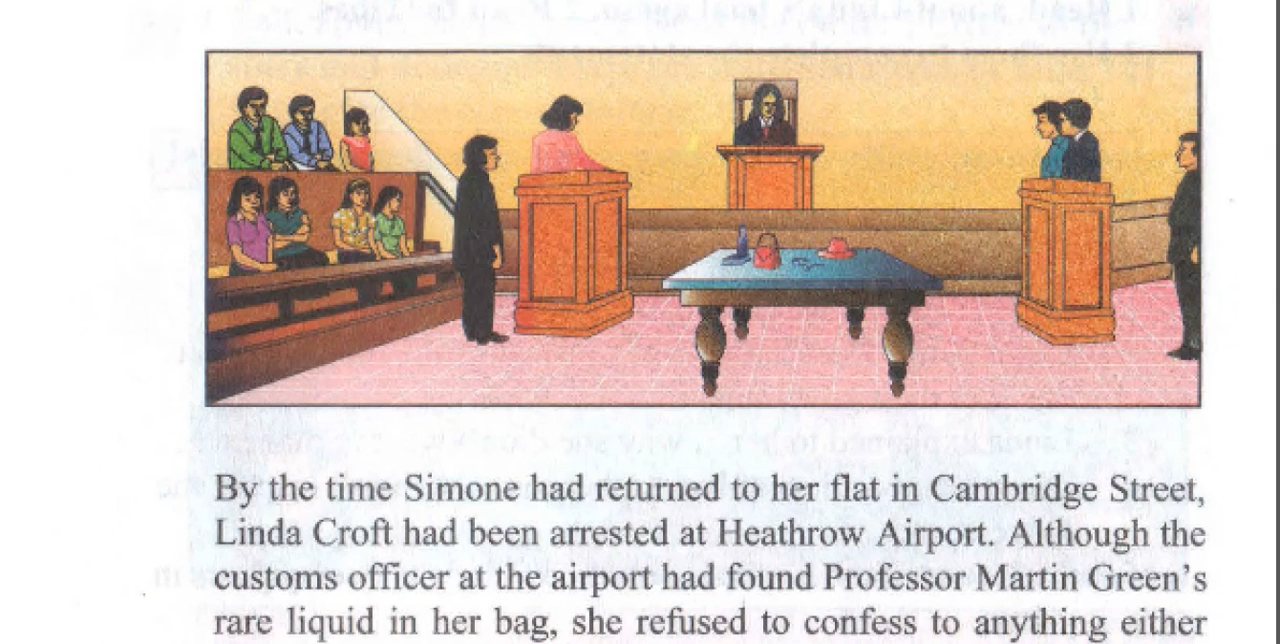 By the time Simone had returned to her flat in Cambridge Street,
Linda Croft had been arrested at Heathrow Airport. Although the
customs officer at the airport had found Professor Martin Green's
rare liquid in her bag, she refused to confess to anything either